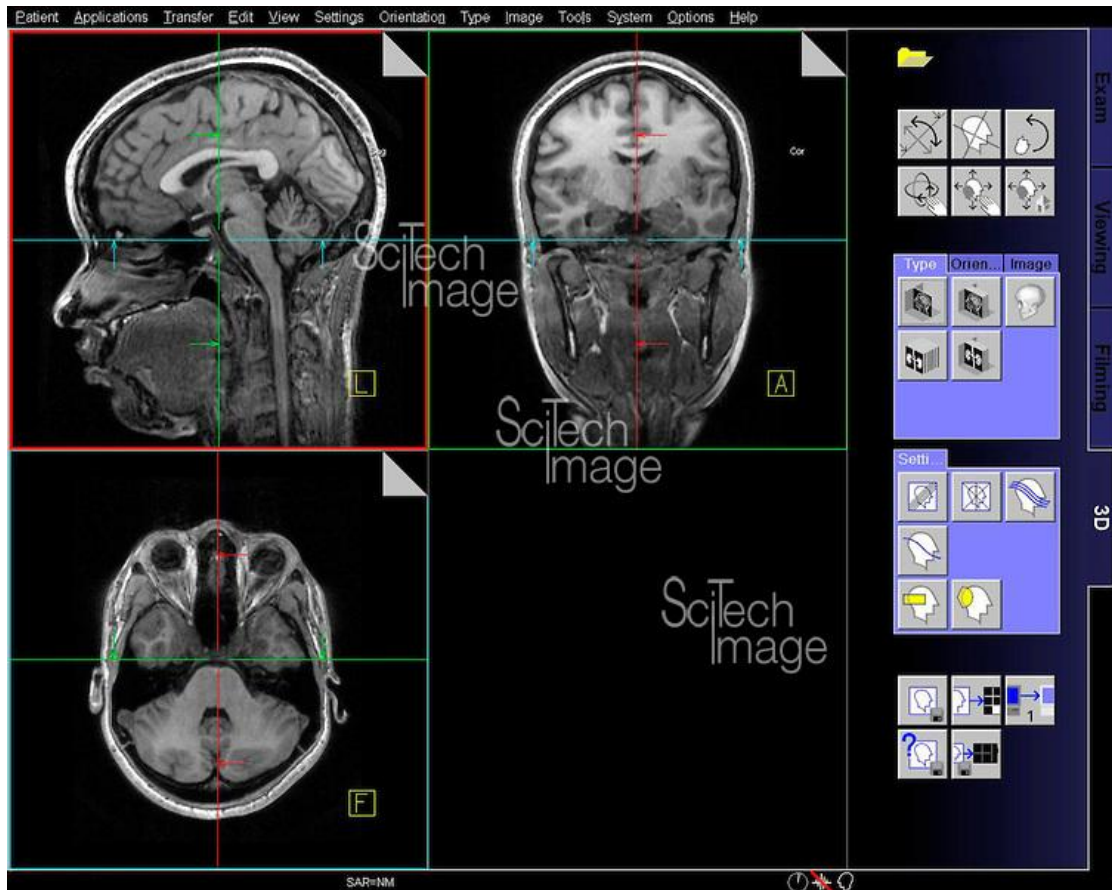 Patient Applications Transfer Edit View Settings Orientation Type Image Tools System Options Help
Cor
L
A
F
SciTech
Image
SciTech
Image
SciTech
Image
Exam
Viewing
Filming
3D
Type Orien... Image
Setti...
1
?
SAR=NM